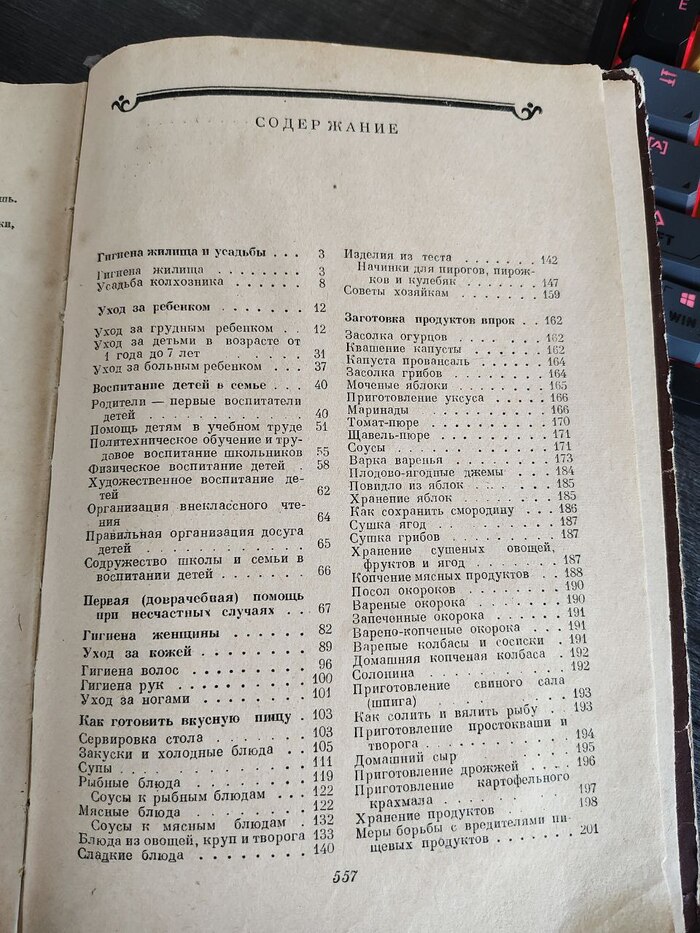 шь.
ки,
СОДЕРЖАНИЕ
Гигиена жилища и усадьбы . . . 3
Гигиена жилища . . . . . . . 3
Усадьба колхозника . . . . . . 8
Уход за ребенком . . . . . . . 12
Уход за грудным ребенком . . 12
Уход за детьми в возрасте от
1 года до 7 лет . . . . . . . 31
Уход за больным ребенком . . . 37
Воспитание детей в семье . . . 40
Родители — первые воспитатели
детей . . . . . . . . . . . . 40
Помощь детям в учебном труде 51
Политехническое обучение и тру-
довое воспитание школьников 55
Физическое воспитание детей . . 58
Художественное воспитание де-
тей . . . . . . . . . . . . . 62
Организация внеклассного чте-
ния . . . . . . . . . . . . . 64
Правильная организация досуга
детей . . . . . . . . . . . . 65
Содружество школы и семьи в
воспитании детей . . . . . . . 66
Первая (доврачебная) помощь
при несчастных случаях . . . 67
Гигиена женщины . . . . . . 82
Уход за кожей . . . . . . . . 89
Гигиена волос . . . . . . . . 96
Гигиена рук . . . . . . . . . 100
Уход за ногами . . . . . . . . 101
Как готовить вкусную пищу . 103
Сервировка стола . . . . . . . 103
Закуски и холодные блюда . . 105
Супы . . . . . . . . . . . . 111
Рыбные блюда . . . . . . . . 119
Соусы к рыбным блюдам . . . 122
Мясные блюда . . . . . . . . 122
Соусы к мясным блюдам . . 132
Блюда из овощей, круп и творога 133
Сладкие блюда . . . . . . . . 140
Изделия из теста . . . . . . . 142
Начинки для пирогов, пирож-
ков и кулебяк . . . . . . . 147
Советы хозяйкам . . . . . . . 159
Заготовка продуктов впрок . . 162
Засолка огурцов . . . . . . . 162
Квашение капусты . . . . . . 162
Капуста провансаль . . . . . . 164
Засолка грибов . . . . . . . . 164
Моченые яблоки . . . . . . . 165
Приготовление уксуса . . . . . 166
Маринады . . . . . . . . . . 166
Томат-пюре . . . . . . . . . 170
Щавель-пюре . . . . . . . . . 171
Соусы . . . . . . . . . . . . 171
Варка варенья . . . . . . . . 173
Плодово-ягодные джемы . . . . 184
Повидло из яблок . . . . . . . 185
Хранение яблок . . . . . . . . 185
Как сохранить смородину . . . 186
Сушка ягод . . . . . . . . . . 187
Сушка грибов . . . . . . . . . 187
Хранение сушеных овощей,
фруктов и ягод . . . . . . . 187
Копчение мясных продуктов . . 188
Посол окороков . . . . . . . . 190
Вареные окорока . . . . . . . 190
Запеченные окорока . . . . . . 191
Варено-копченые окорока . . . 191
Вареные колбасы и сосиски . . 191
Домашняя копченая колбаса . 192
Солонина . . . . . . . . . . . 192
Приготовление свиного сала
(шпига) . . . . . . . . . . 193
Как солить и вялить рыбу . . 193
Приготовление простокваши и
творога . . . . . . . . . . 194
Домашний сыр . . . . . . . . 195
Приготовление дрожжей . . . . 196
Приготовление картофельного
крахмала . . . . . . . . . . 197
Хранение продуктов . . . . . . 198
Меры борьбы с вредителями пи-
щевых продуктов . . . . . . . 201
557
E
WIN